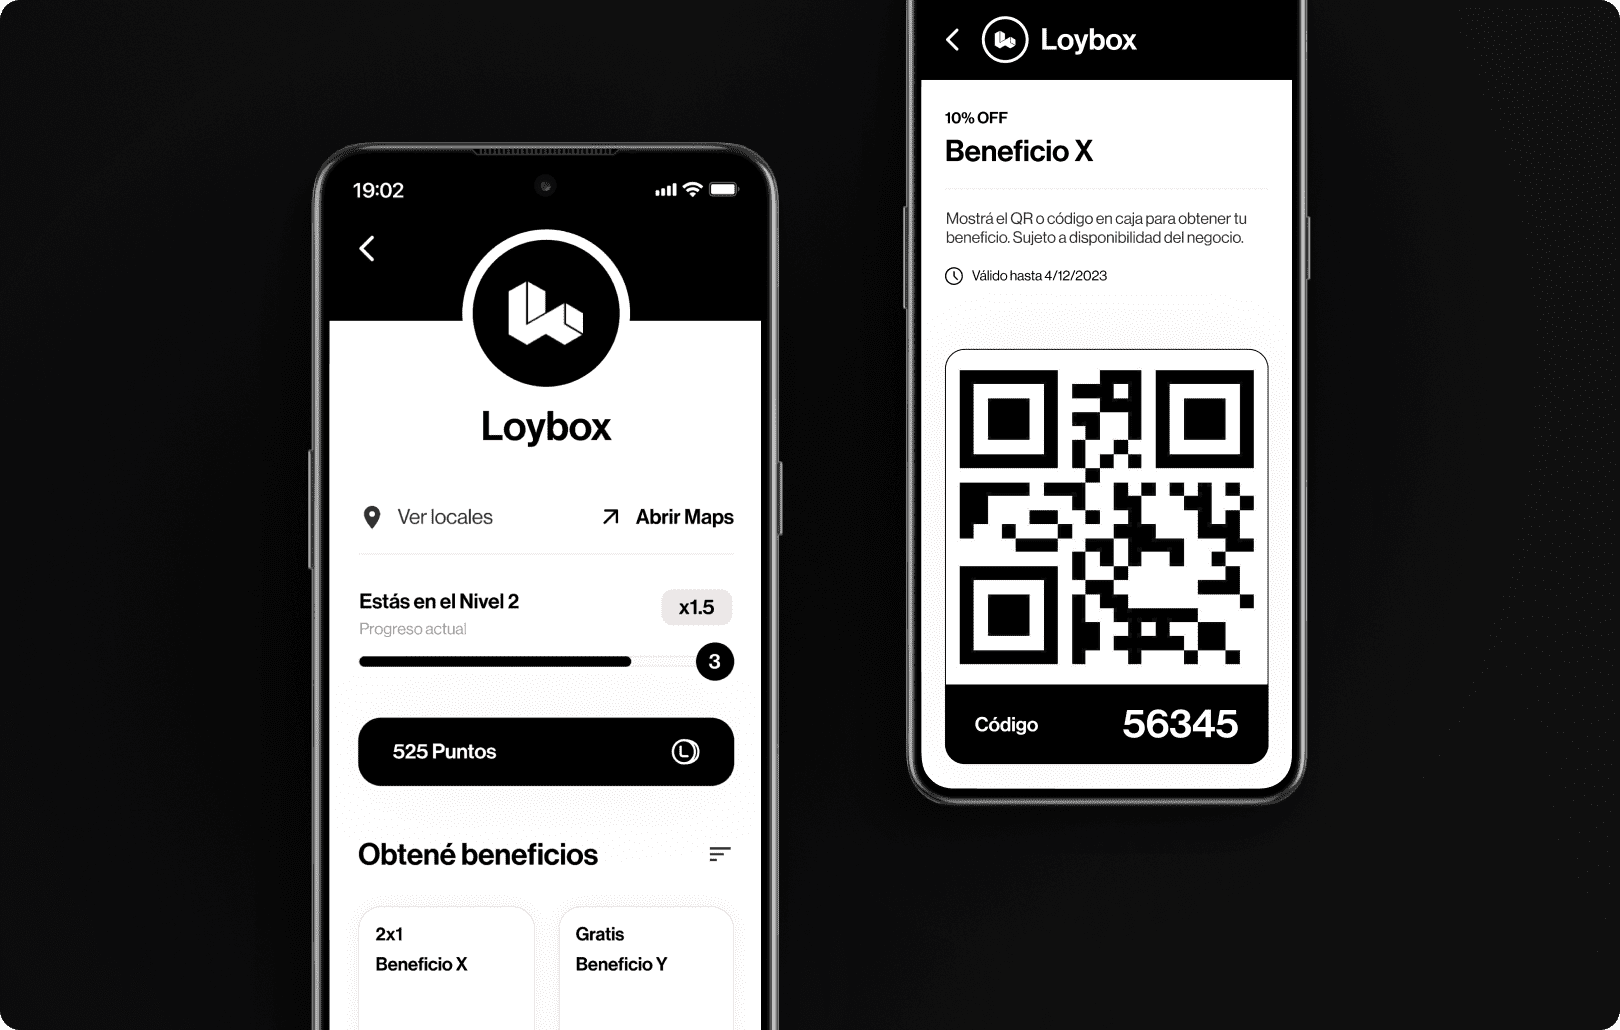 19:02
Loybox
Ver locales
Abrir Maps
Estás en el Nivel 2
x1.5
Progreso actual
3
525 Puntos
L
Obtené beneficios
2x1
Beneficio X
Gratis
Beneficio Y
Loybox
10% OFF
Beneficio X
Mostrá el QR o código en caja para obtener tu
beneficio. Sujeto a disponibilidad del negocio.
Válido hasta 4/12/2023
Código
56345